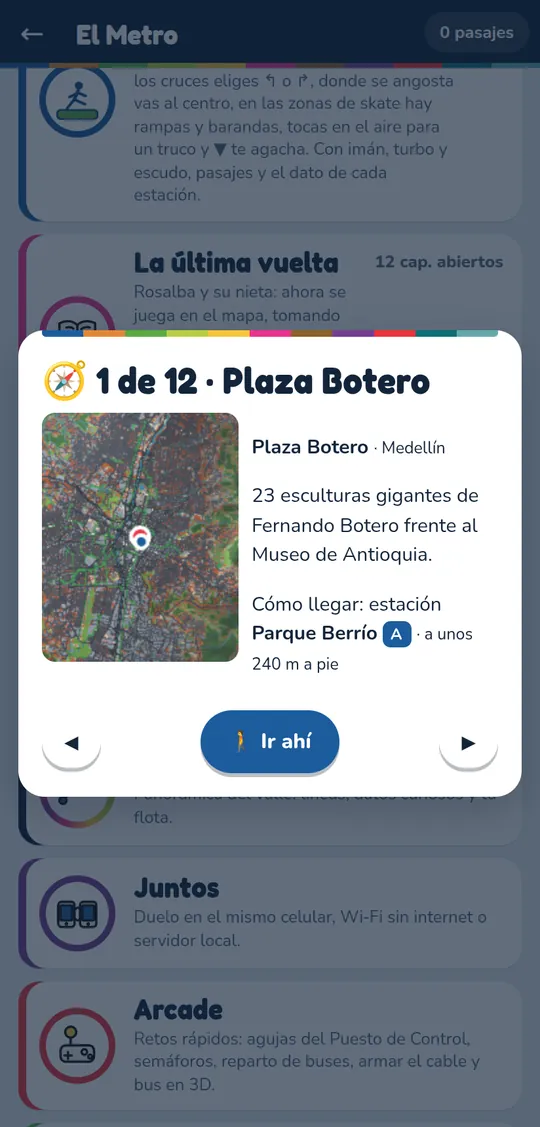 ← El Metro 0 pasajes
los cruces eliges ↰ o ↱, donde se angosta
vas al centro, en las zonas de skate hay
rampas y barandas, tocas en el aire para
un truco y ▼ te agacha. Con imán, turbo y
escudo, pasajes y el dato de cada
estación.
La última vuelta 12 cap. abiertos
Rosalba y su nieta: ahora se
juega en el mapa, tomando
1 de 12 · Plaza Botero
Plaza Botero · Medellín
23 esculturas gigantes de
Fernando Botero frente al
Museo de Antioquia.
Cómo llegar: estación
Parque Berrío A · a unos
240 m a pie
◀ Ir ahí ▶
flota.
Juntos
Duelo en el mismo celular, Wi-Fi sin internet o
servidor local.
Arcade
Retos rápidos: agujas del Puesto de Control,
semáforos, reparto de buses, armar el cable y
bus en 3D.